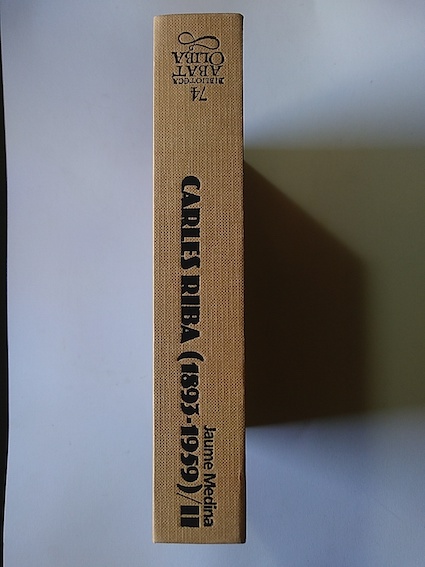 BIBLIOTECA
ABAT
OLIBA
74
CARLES RIBA (1893-1959)/II
Jaume Medina